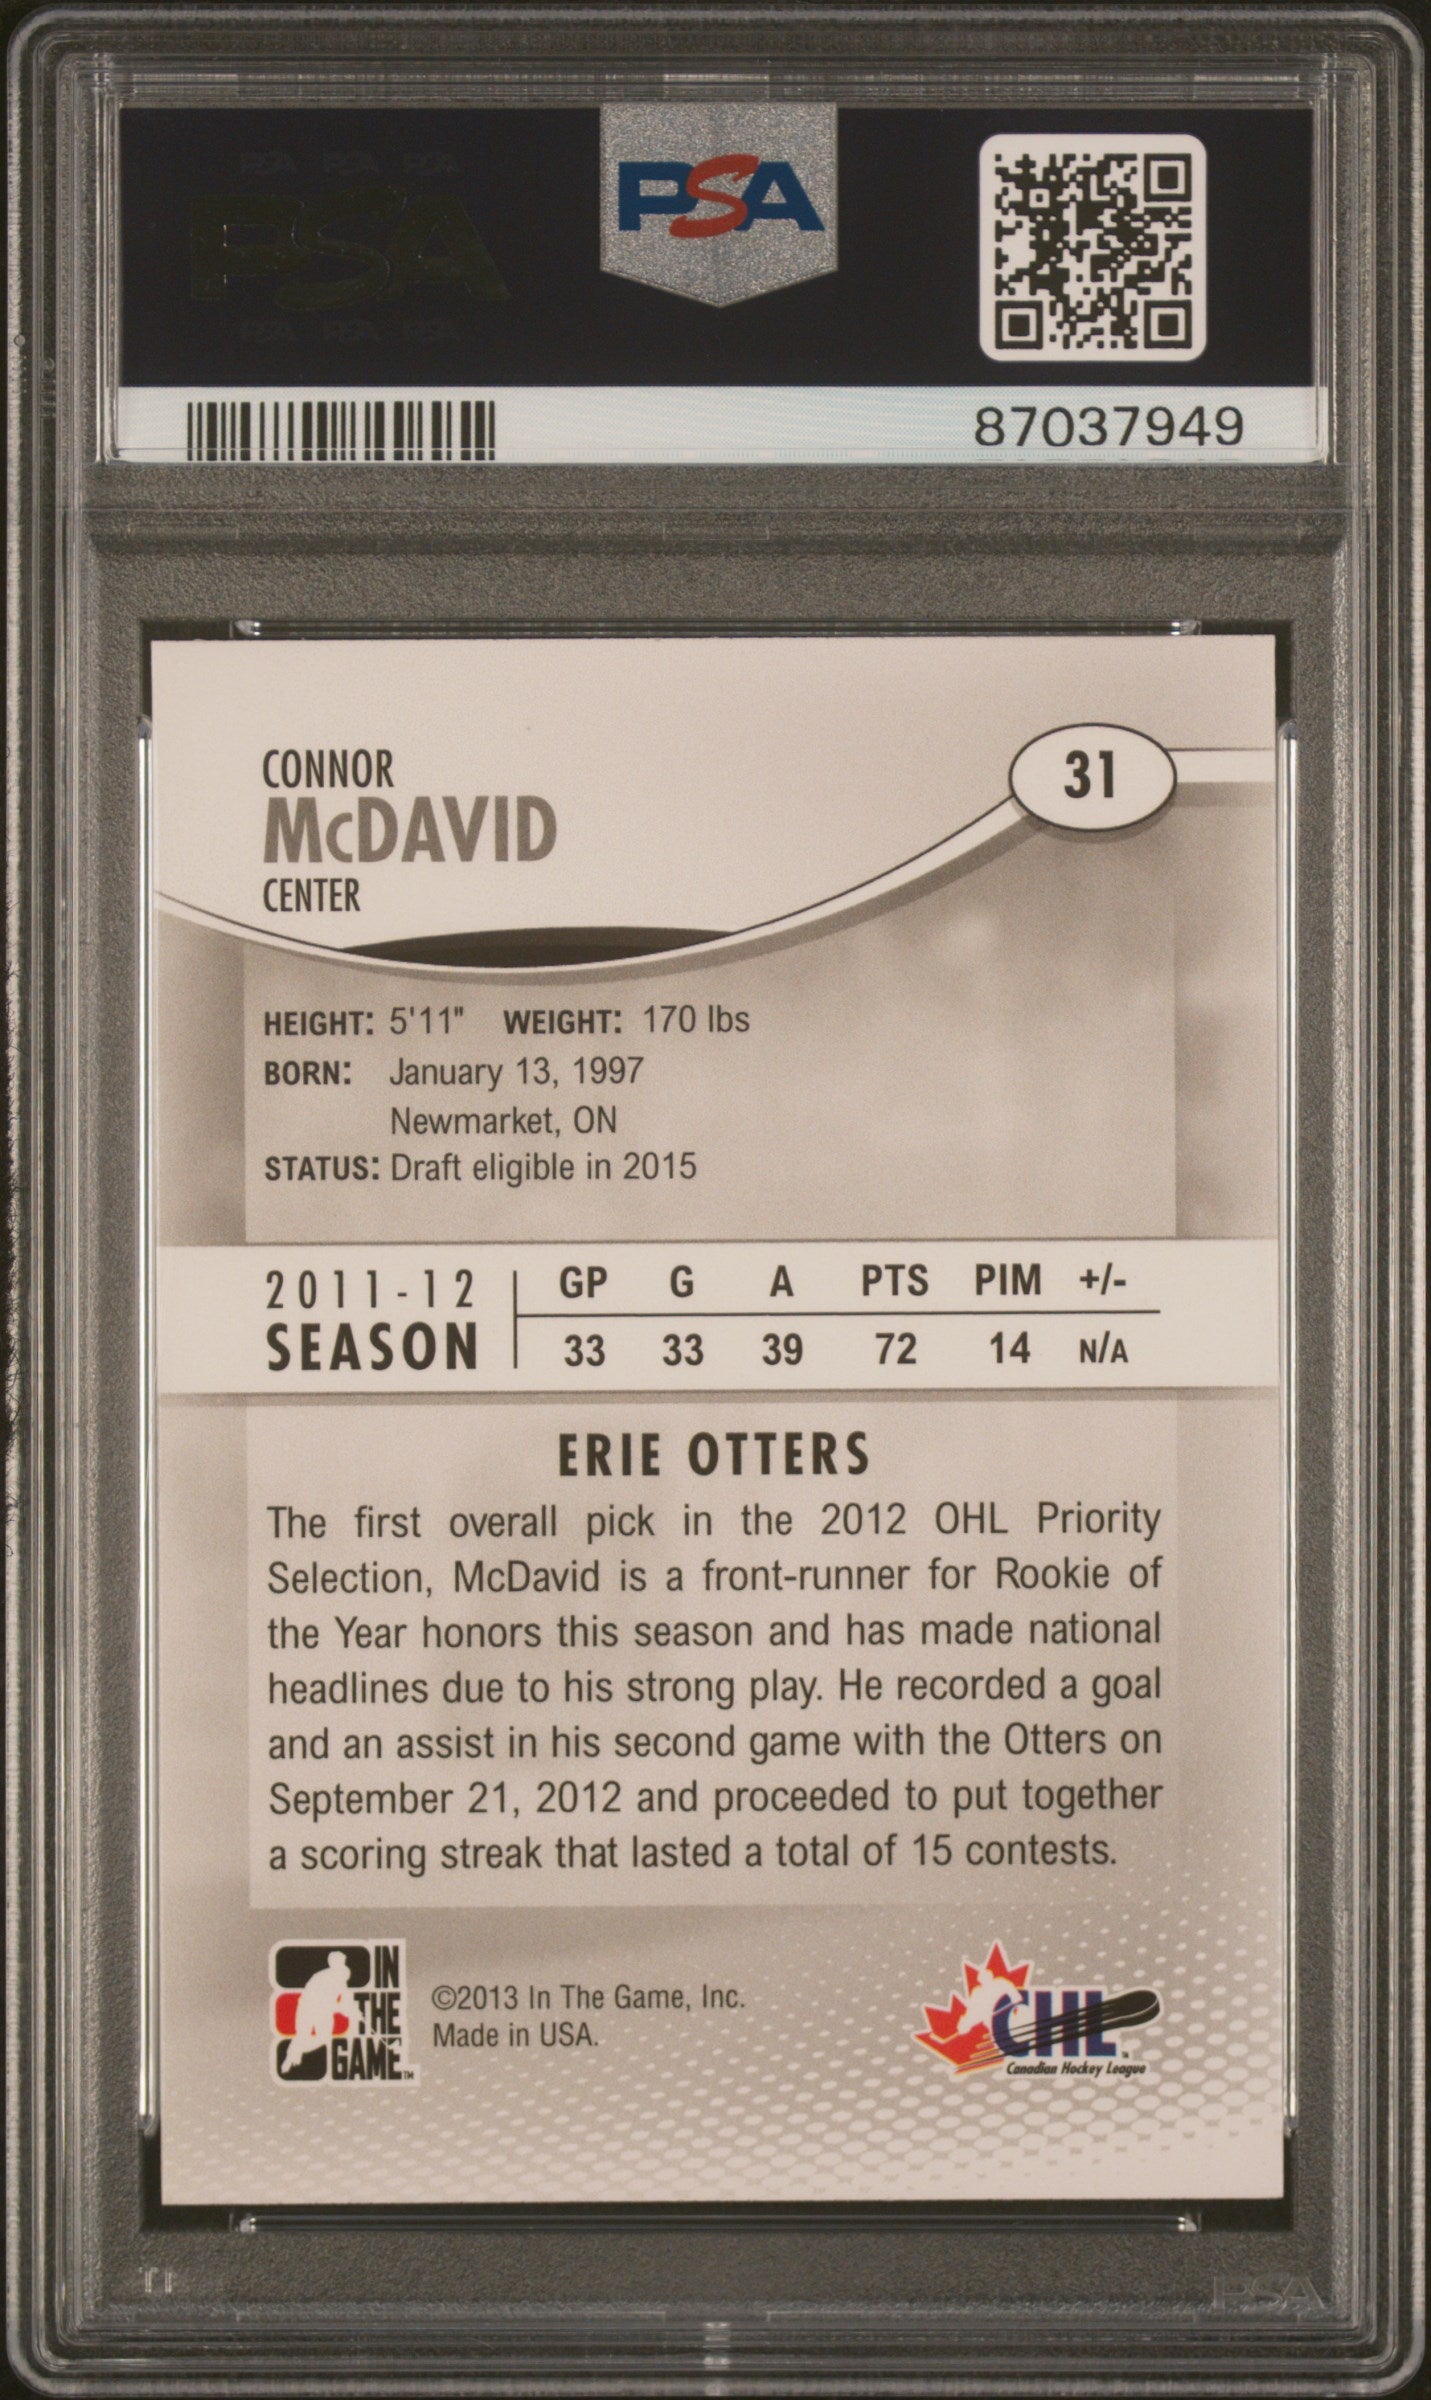 PSA
PSA
87037949
CONNOR
McDAVID
CENTER
31
HEIGHT: 5'11" WEIGHT: 170 lbs
BORN: January 13, 1997
Newmarket, ON
STATUS: Draft eligible in 2015
2011-12
SEASON
GP G A PTS PIM +/-
33 33 39 72 14 N/A
ERIE OTTERS
The first overall pick in the 2012 OHL Priority
Selection, McDavid is a front-runner for Rookie of
the Year honors this season and has made national
headlines due to his strong play. He recorded a goal
and an assist in his second game with the Otters on
September 21, 2012 and proceeded to put together
a scoring streak that lasted a total of 15 contests.
IN
THE
GAME™
©2013 In The Game, Inc.
Made in USA.
CHL™
Canadian Hockey League
PSA